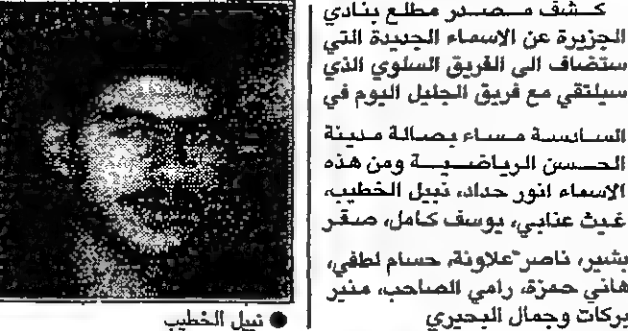 كشف مصدر مطلع بنادي
الجزيرة عن الاسماء الجديدة التي
ستضاف الى الفريق السلوي الذي
سيلتقي مع فريق الجليل اليوم في
السادسة مساء بصالة مدينة
الحسن الرياضية ومن هذه
الاسماء انور حداد، نبيل الخطيب،
غيث عنابي، يوسف كامل، صقر
بشير، ناصر علاونة، حسام لطفي،
هاني حمزة، رامي الصاحب، منير
بركات وجمال البحيري
● نبيل الخطيب